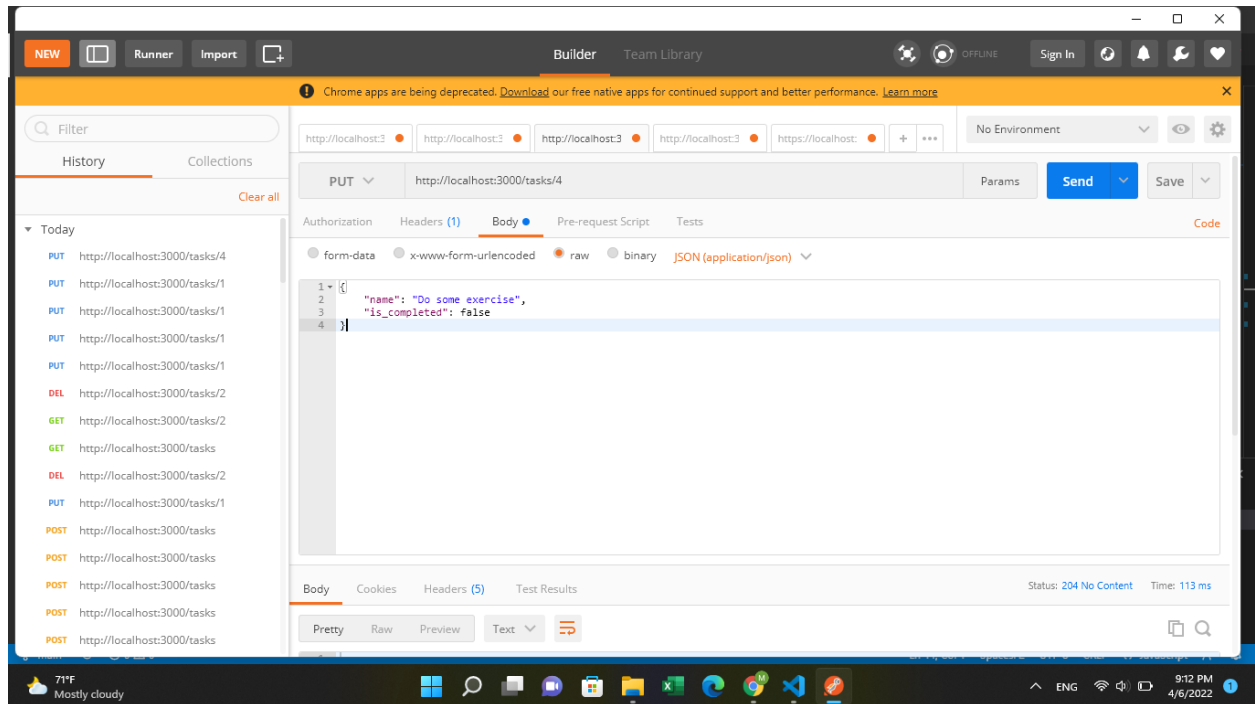 NEW Runner Import Builder Team Library OFFLINE Sign In
Chrome apps are being deprecated. Download our free native apps for continued support and better performance. Learn more
Filter
History Collections
Clear all
Today
PUT http://localhost:3000/tasks/4
PUT http://localhost:3000/tasks/1
PUT http://localhost:3000/tasks/1
PUT http://localhost:3000/tasks/1
PUT http://localhost:3000/tasks/1
DEL http://localhost:3000/tasks/2
GET http://localhost:3000/tasks/2
GET http://localhost:3000/tasks
DEL http://localhost:3000/tasks/2
PUT http://localhost:3000/tasks/1
POST http://localhost:3000/tasks
POST http://localhost:3000/tasks
POST http://localhost:3000/tasks
POST http://localhost:3000/tasks
POST http://localhost:3000/tasks
http://localhost:3 http://localhost:3 http://localhost:3 http://localhost:3 https://localhost: + ••• No Environment
PUT http://localhost:3000/tasks/4 Params Send Save
Authorization Headers (1) Body Pre-request Script Tests Code
form-data x-www-form-urlencoded raw binary JSON (application/json)
1 {
2 "name": "Do some exercise",
3 "is_completed": false
4 }
Body Cookies Headers (5) Test Results Status: 204 No Content Time: 113 ms
Pretty Raw Preview Text
71°F
Mostly cloudy
ENG
9:12 PM
4/6/2022
1